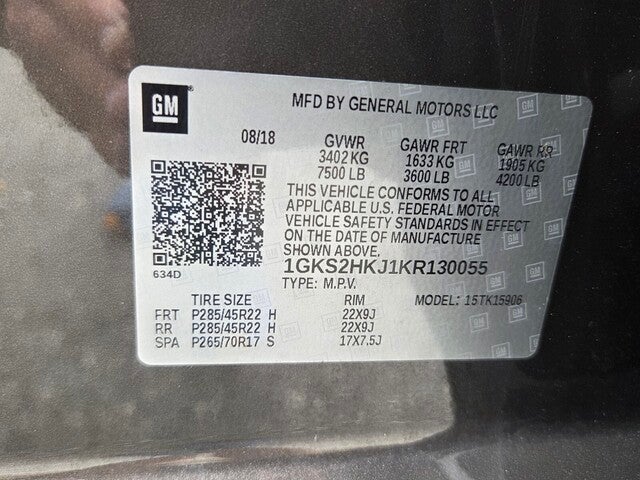 GM
MFD BY GENERAL MOTORS LLC
08/18 GVWR GAWR FRT GAWR RR
3402 KG 1633 KG 1905 KG
7500 LB 3600 LB 4200 LB
THIS VEHICLE CONFORMS TO ALL
APPLICABLE U.S. FEDERAL MOTOR
VEHICLE SAFETY STANDARDS IN EFFECT
ON THE DATE OF MANUFACTURE
SHOWN ABOVE.
634D
1GKS2HKJ1KR130055
TYPE: M.P.V. MODEL: 15TK15906
TIRE SIZE RIM
FRT P285/45R22 H 22X9J
RR P285/45R22 H 22X9J
SPA P265/70R17 S 17X7.5J